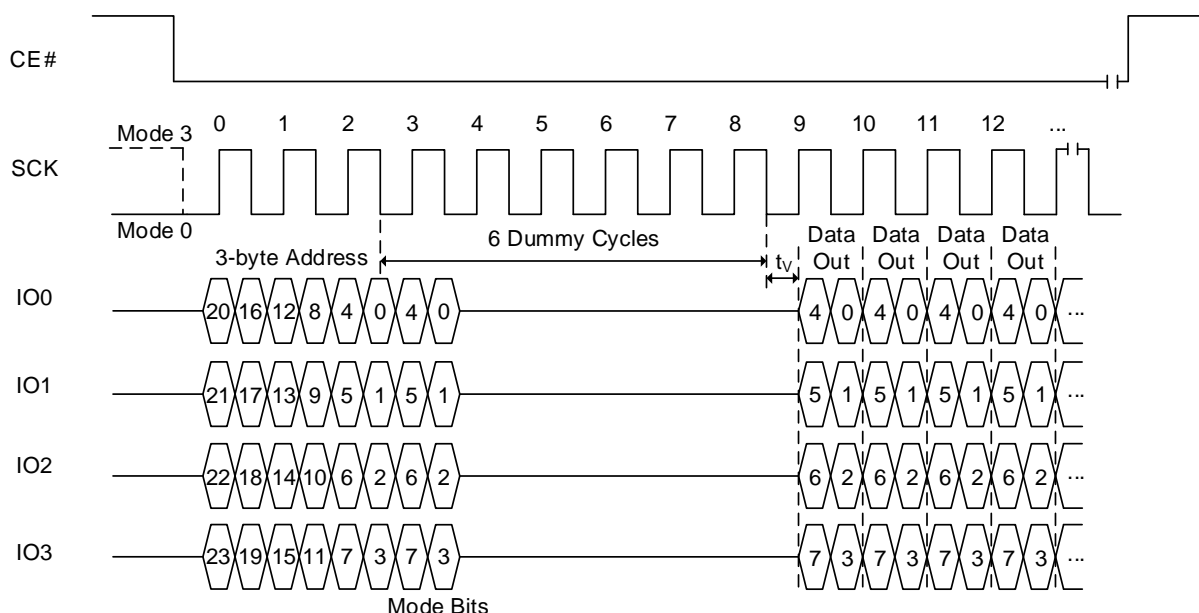 CE#
0 1 2 3 4 5 6 7 8 9 10 11 12 ...
Mode 3
SCK
Mode 0
6 Dummy Cycles
3-byte Address
tV
Data Out
Data Out
Data Out
Data Out
IO0
20 16 12 8 4 0 4 0 4 0 4 0 4 0 4 0 ...
IO1
21 17 13 9 5 1 5 1 5 1 5 1 5 1 5 1 ...
IO2
22 18 14 10 6 2 6 2 6 2 6 2 6 2 6 2 ...
IO3
23 19 15 11 7 3 7 3 7 3 7 3 7 3 7 3 ...
Mode Bits